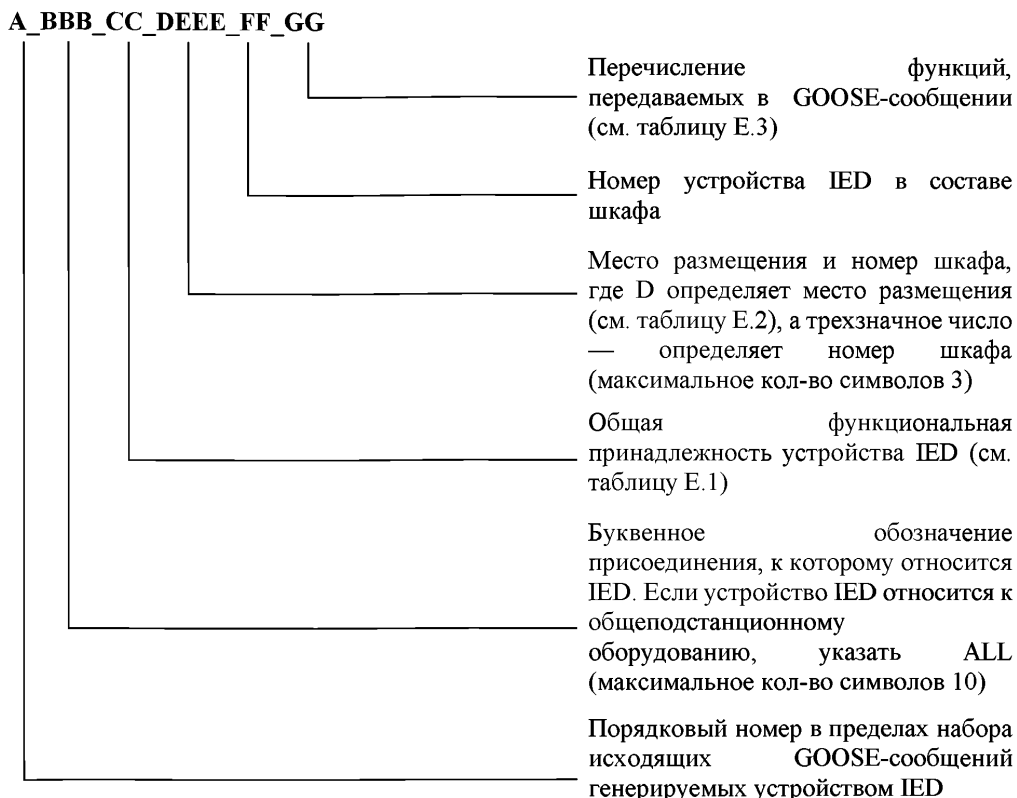 A_BBB_CC_DEEE_FF_GG
Перечисление функций,
передаваемых в GOOSE-сообщении
(см. таблицу Е.3)
Номер устройства IED в составе
шкафа
Место размещения и номер шкафа,
где D определяет место размещения
(см. таблицу Е.2), а трехзначное число
— определяет номер шкафа
(максимальное кол-во символов 3)
Общая функциональная
принадлежность устройства IED (см.
таблицу Е.1)
Буквенное обозначение
присоединения, к которому относится
IED. Если устройство IED относится к
общеподстанционному
оборудованию, указать ALL
(максимальное кол-во символов 10)
Порядковый номер в пределах набора
исходящих GOOSE-сообщений
генерируемых устройством IED